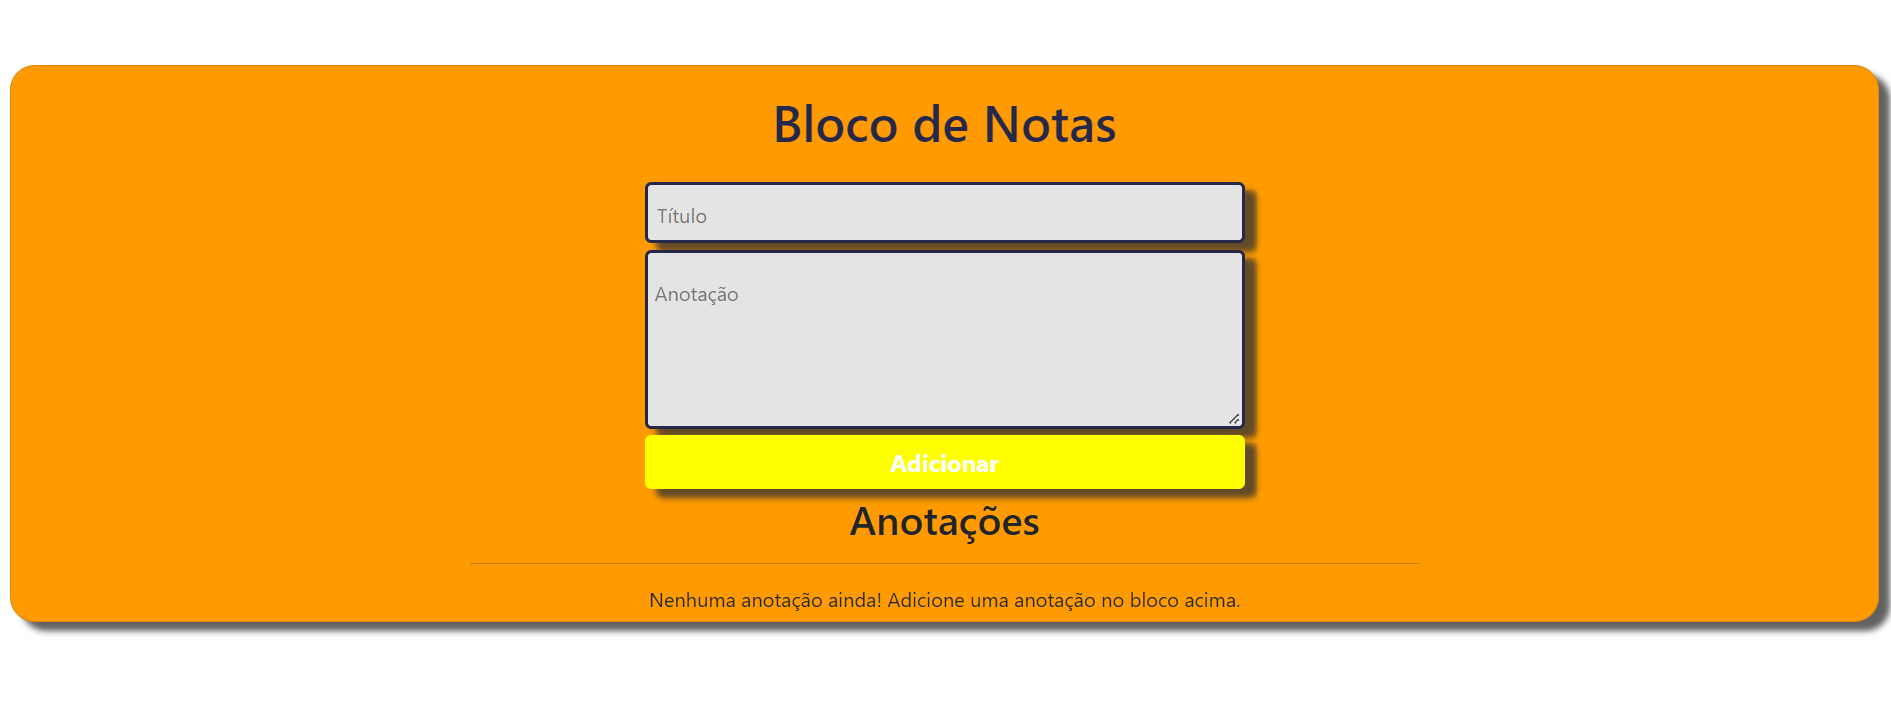 Bloco de Notas
Título
Anotação
Adicionar
Anotações
Nenhuma anotação ainda! Adicione uma anotação no bloco acima.